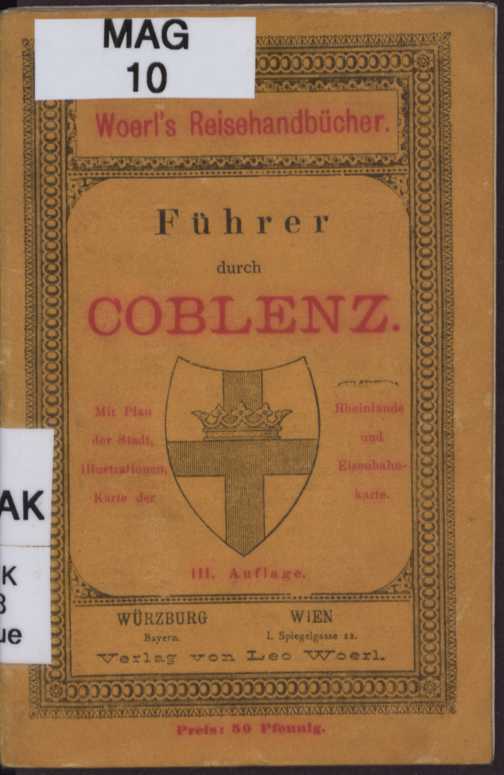 MAG
10
Woerl's Reisehandbücher.
Führer
durch
COBLENZ.
Mit Plan
der Stadt,
Illustrationen,
Karte der
Rheinlande
und
Eisenbahn-
karte.
III. Auflage.
AK
K
3
ue
WÜRZBURG
Bayern.
WIEN
I. Spiegelgasse 12.
Verlag von Leo Woerl.
Preis: 50 Pfennig.